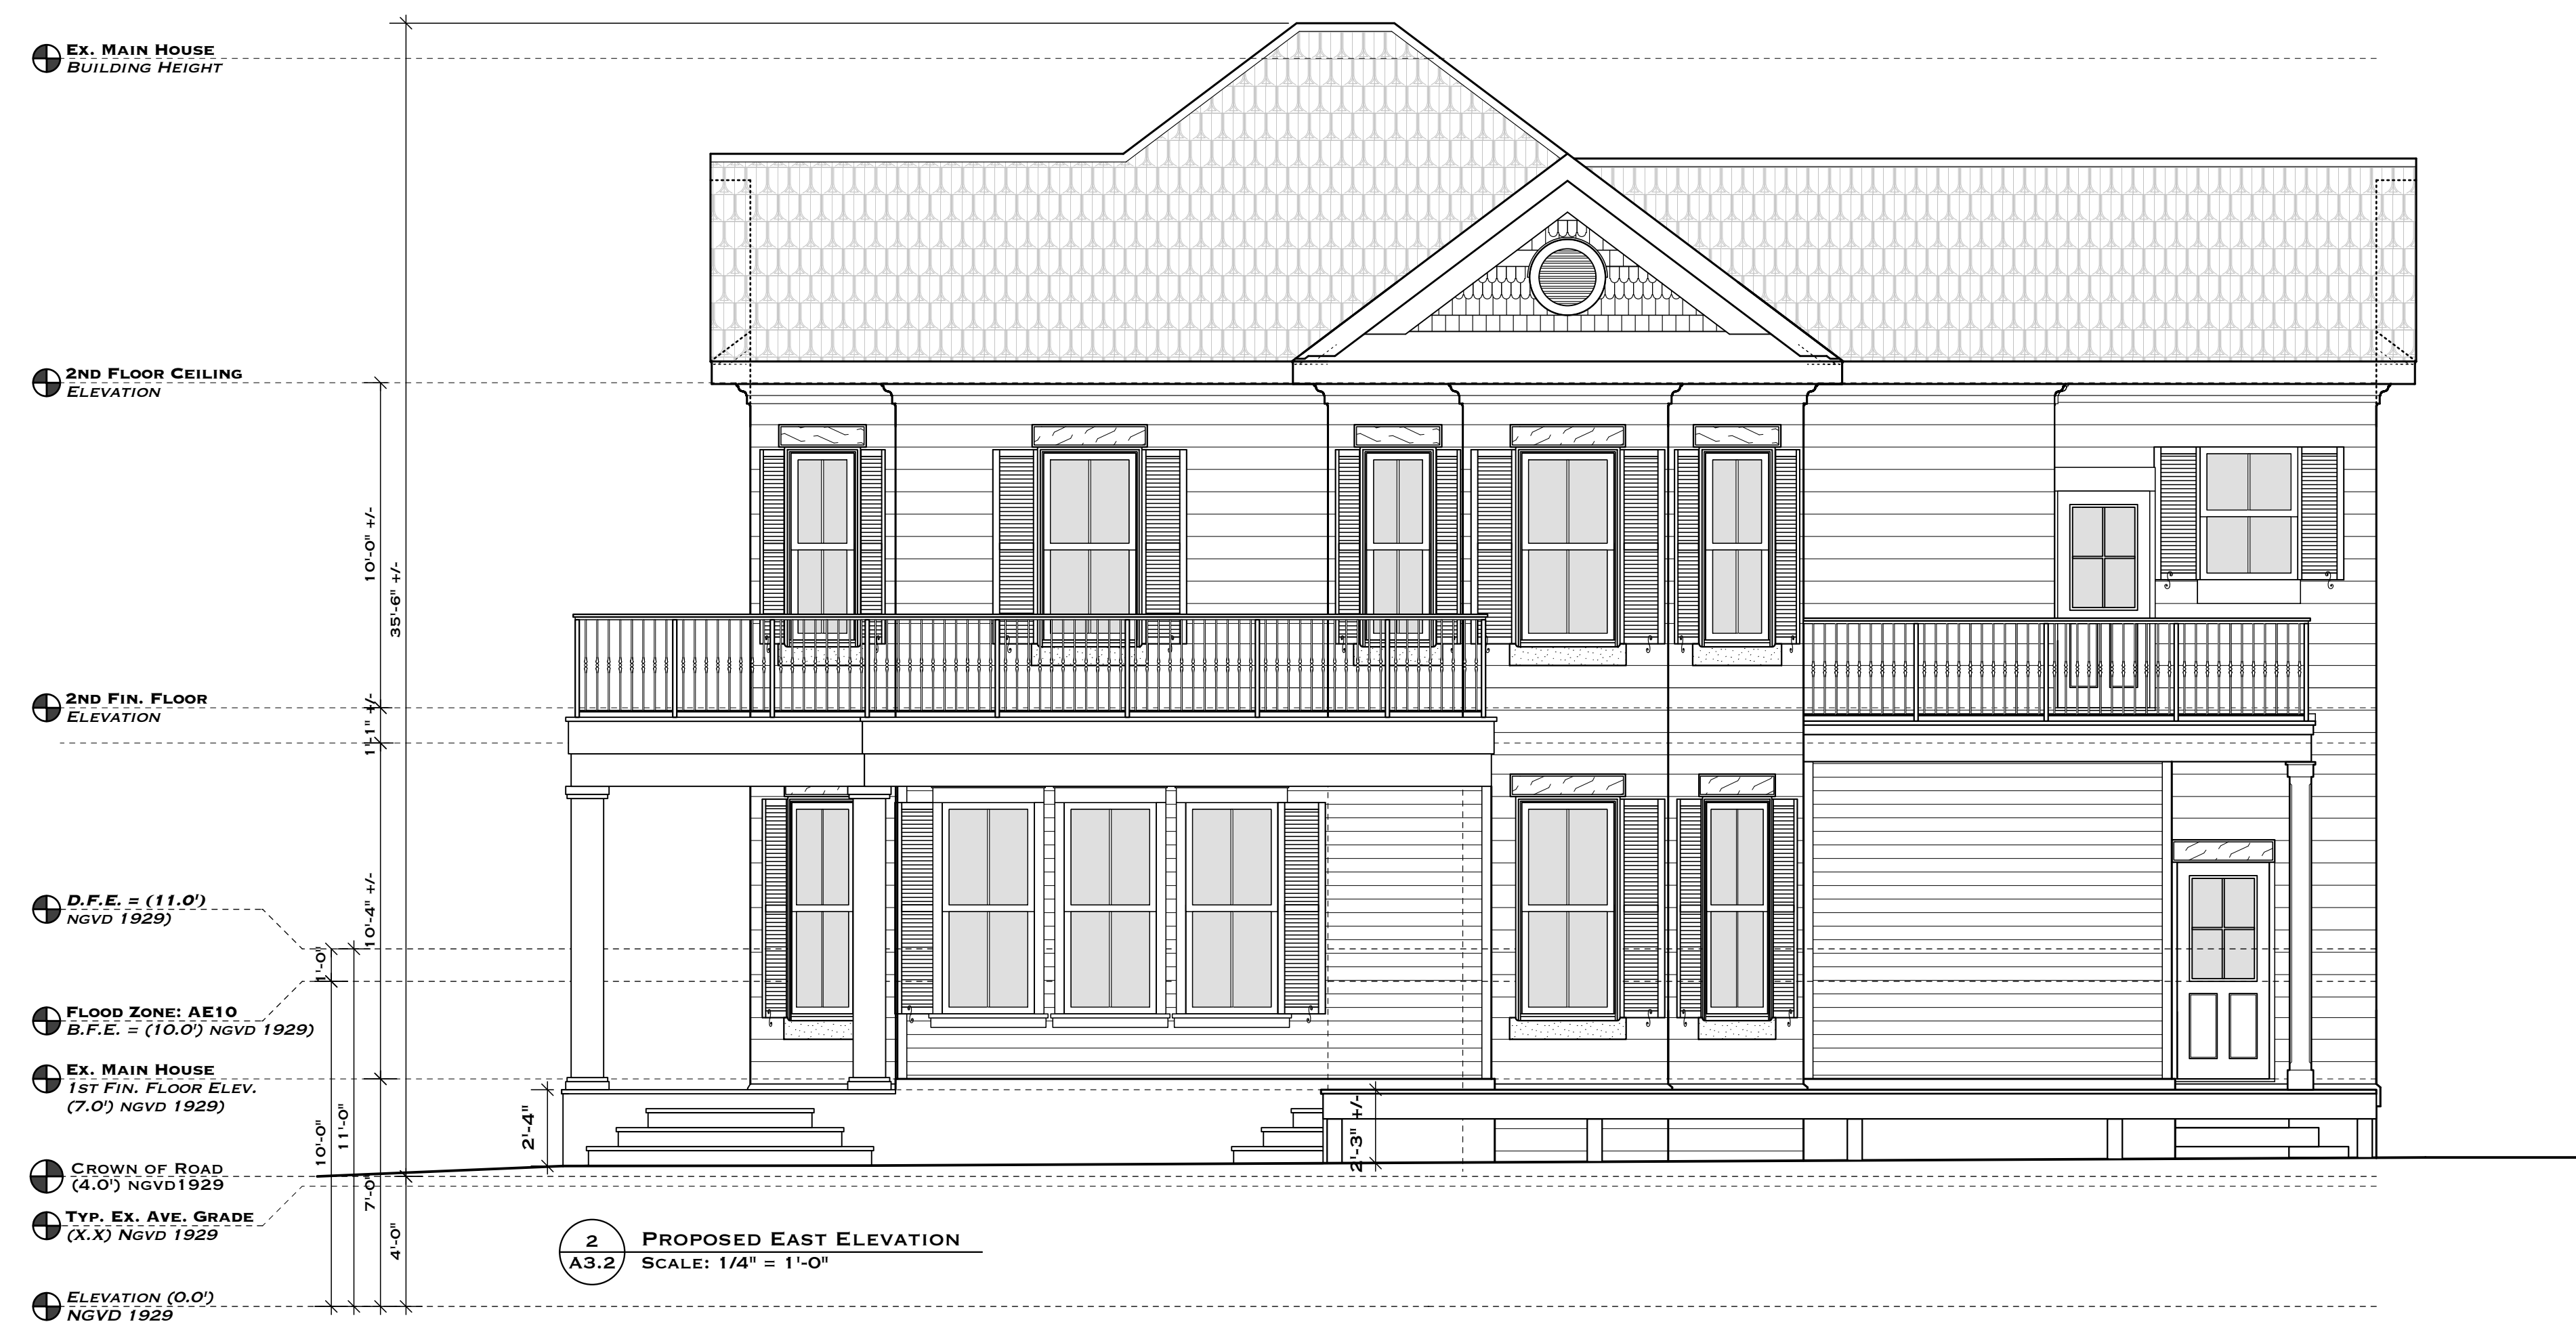 Ex. Main House
Building Height
2nd Floor Ceiling
Elevation
10'-0" +/-
35'-6" +/-
2nd Fin. Floor
Elevation
1'-1" +/-
10'-4" +/-
D.F.E. = (11.0')
NGVD 1929)
1'-0"
Flood Zone: AE10
B.F.E. = (10.0') NGVD 1929)
Ex. Main House
1st Fin. Floor Elev.
(7.0') NGVD 1929)
10'-0"
11'-0"
2'-4"
2'-3" +/-
Crown of Road
(4.0') NGVD1929
7'-0"
Typ. Ex. Ave. Grade
(X.X) NGVD 1929
4'-0"
2
A3.2
Proposed East Elevation
Scale: 1/4" = 1'-0"
Elevation (0.0')
NGVD 1929